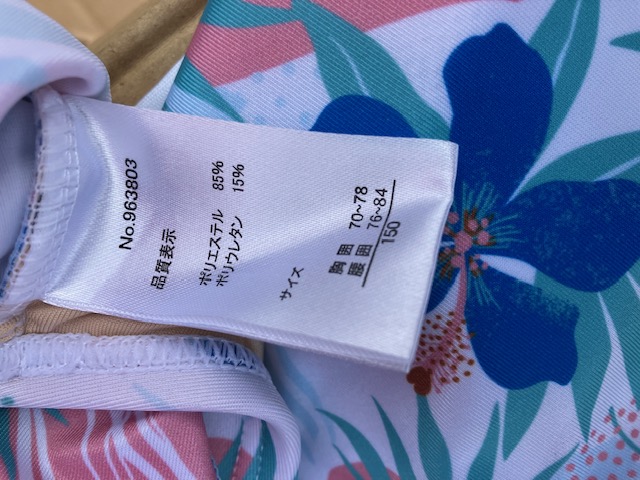 No.963803
品質表示
ポリエステル 85%
ポリウレタン 15%
サイズ
胸囲 70~78
腰囲 76~84
150